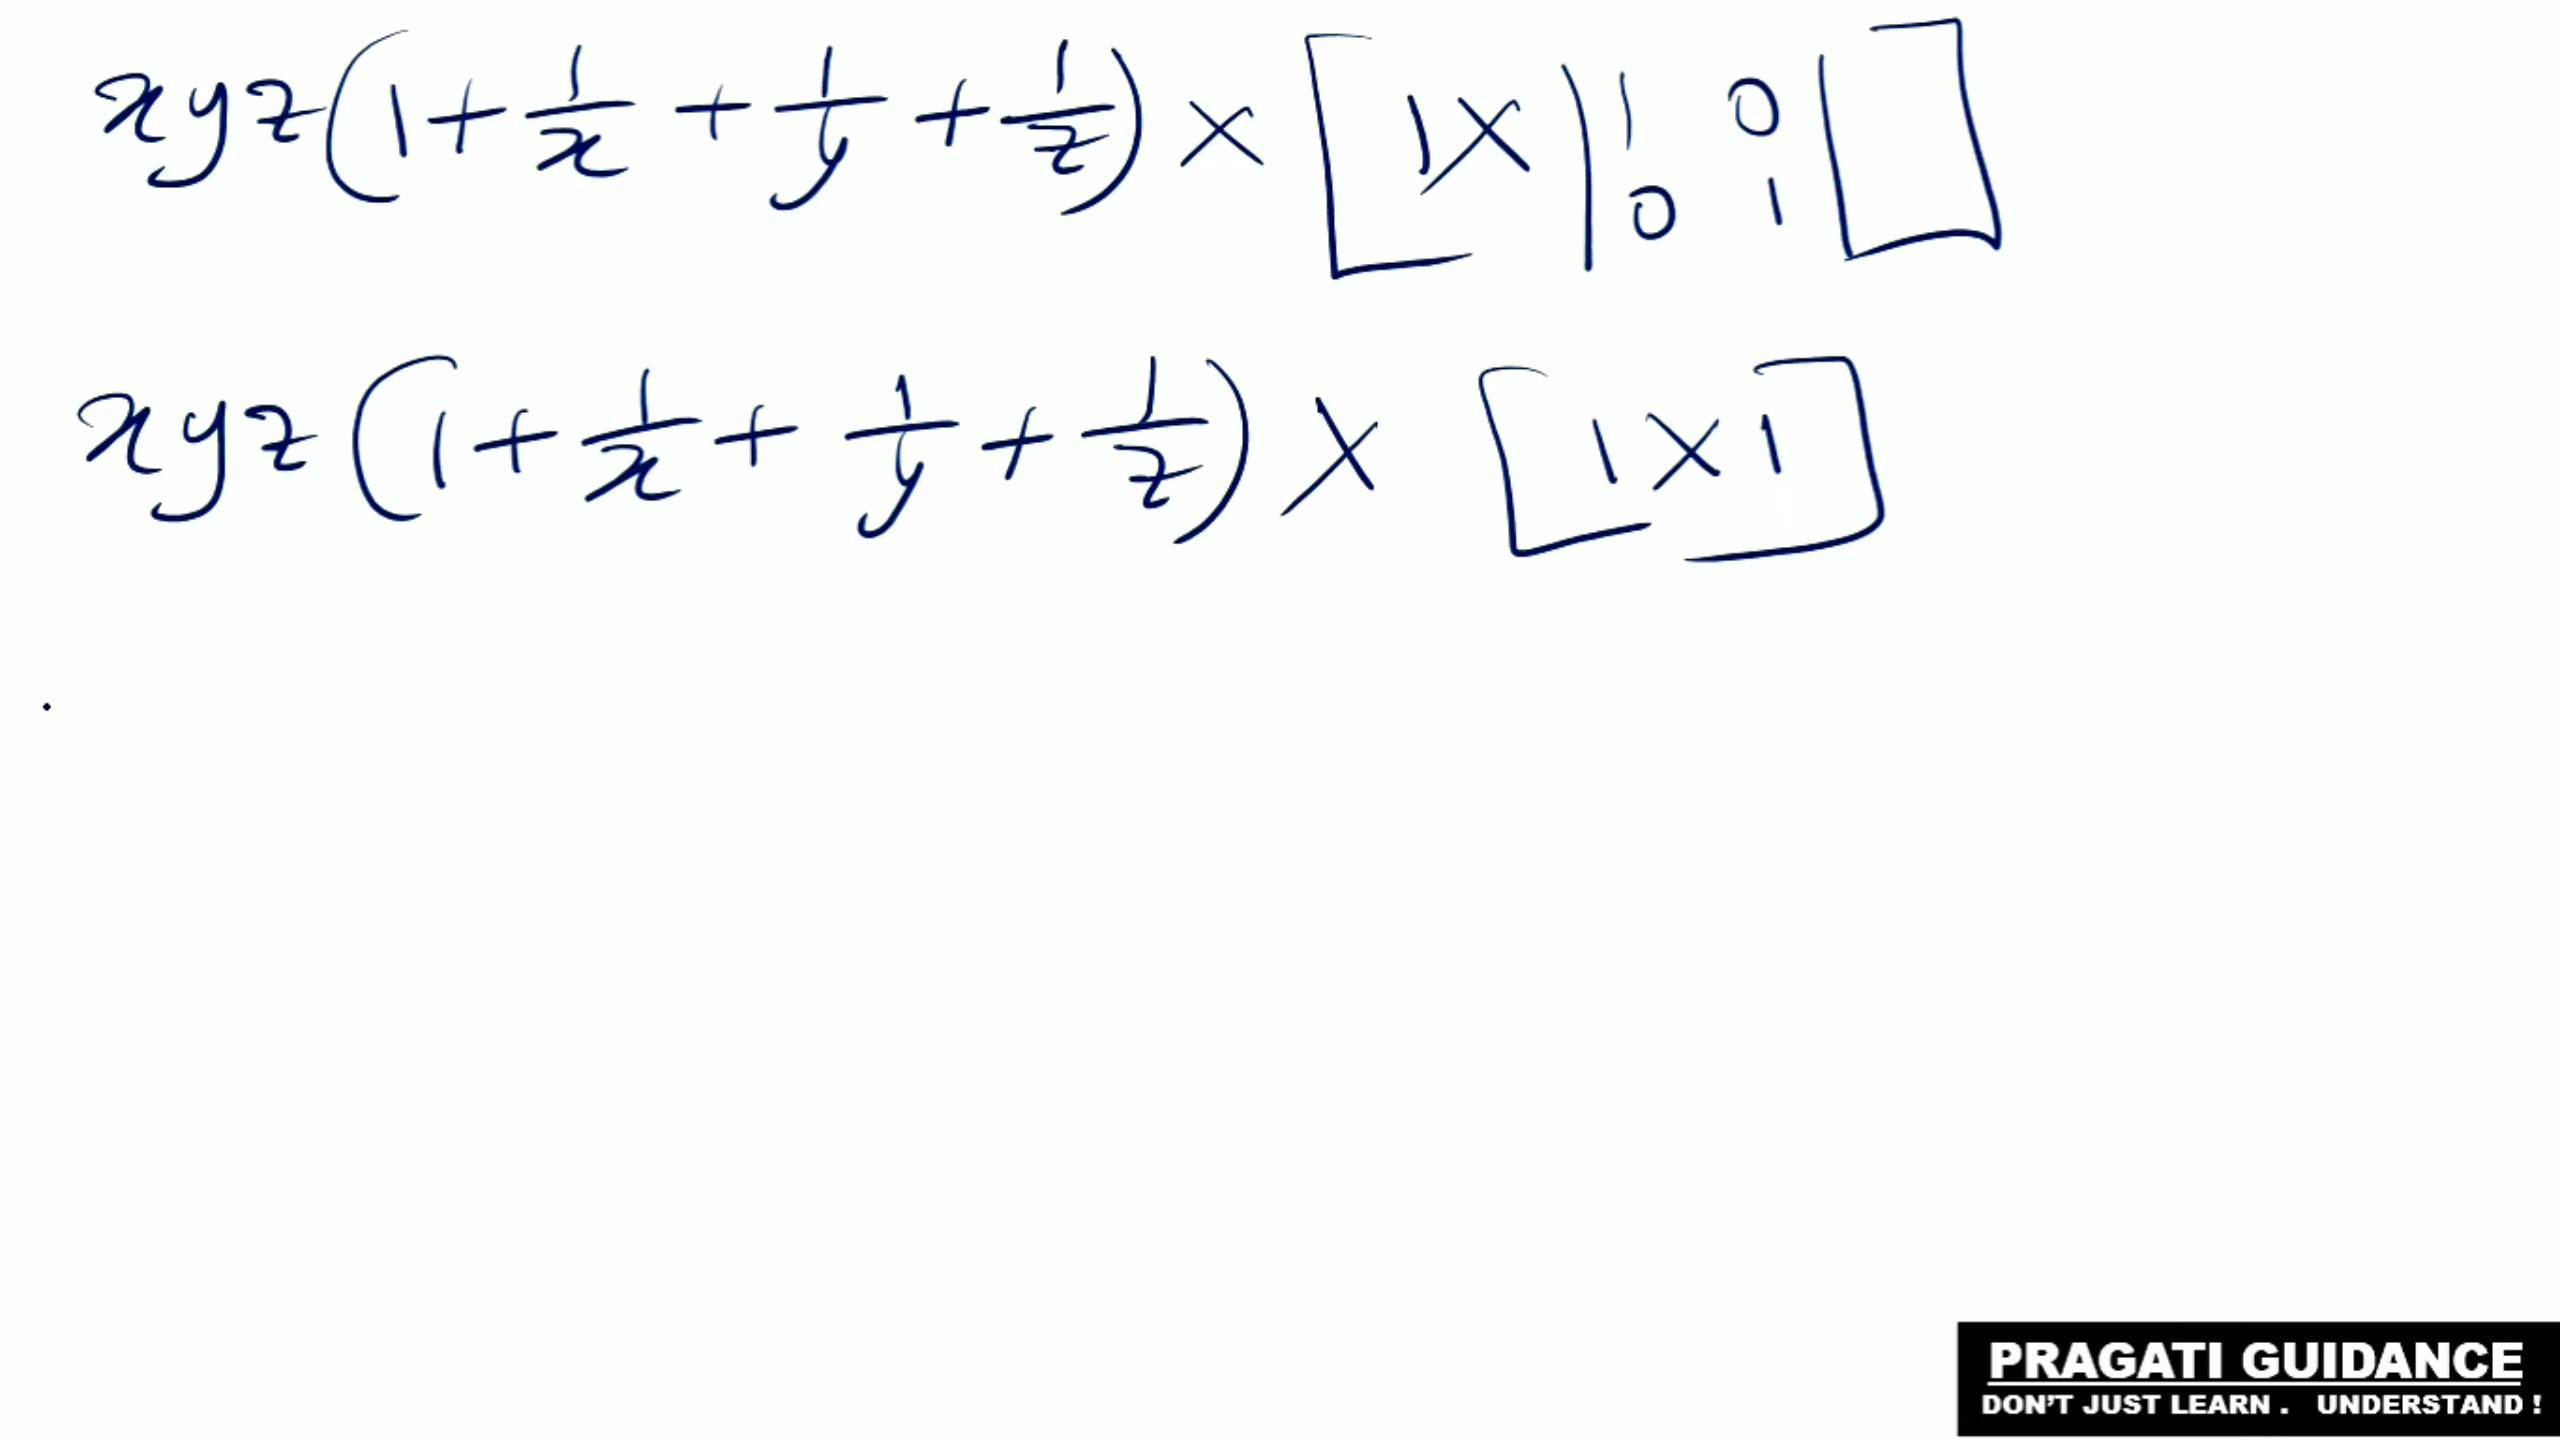 xyz(1 + 1/x + 1/y + 1/z) × [1 × |1 0
0 1|]
xyz(1 + 1/x + 1/y + 1/z) × [1 × 1]
PRAGATI GUIDANCE
DON'T JUST LEARN . UNDERSTAND !